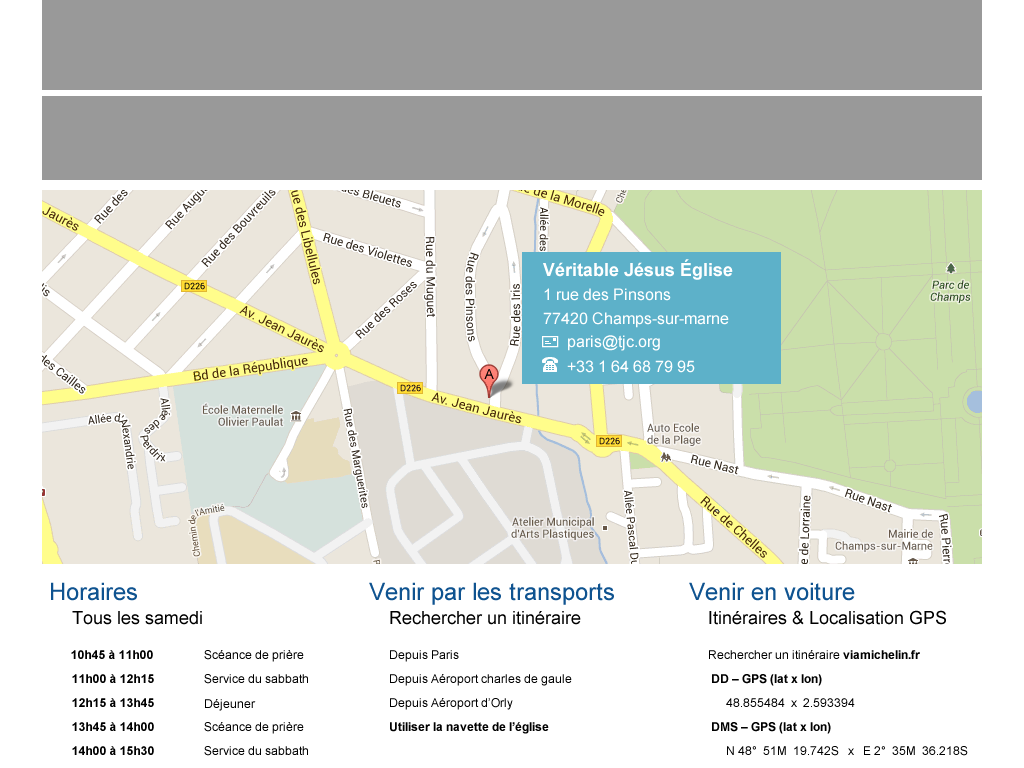 Jaurès
Rue des
Rue Augu
Rue des Bouvreuils
ue des Libellules
es Bleuets
e de la Morelle
Che
Allée des
Rue des Violettes
Rue du Muguet
Rue des Pinsons
Rue des Iris
Rue des Roses
D226
Av. Jean Jaurès
Véritable Jésus Église
1 rue des Pinsons
77420 Champs-sur-marne
paris@tjc.org
+33 1 64 68 79 95
Parc de
Champs
des Cailles
Bd de la République
A
D226
Av. Jean Jaurès
D226
Allée d'Alexandrie
Allée des Perdrix
École Maternelle
Olivier Paulat
Rue des Marguerites
Auto Ecole
de la Plage
Rue Nast
Rue Nast
Rue de Chelles
Chemin de l'Amitié
Atelier Municipal
d'Arts Plastiques
Allée Pascal Du
e de Lorraine
Mairie de
Champs-sur-Marne
Rue Pierre
Horaires
Tous les samedi
10h45 à 11h00 Scéance de prière
11h00 à 12h15 Service du sabbath
12h15 à 13h45 Déjeuner
13h45 à 14h00 Scéance de prière
14h00 à 15h30 Service du sabbath
Venir par les transports
Rechercher un itinéraire
Depuis Paris
Depuis Aéroport charles de gaule
Depuis Aéroport d'Orly
Utiliser la navette de l'église
Venir en voiture
Itinéraires & Localisation GPS
Rechercher un itinéraire viamichelin.fr
DD – GPS (lat x lon)
48.855484 x 2.593394
DMS – GPS (lat x lon)
N 48° 51M 19.742S x E 2° 35M 36.218S